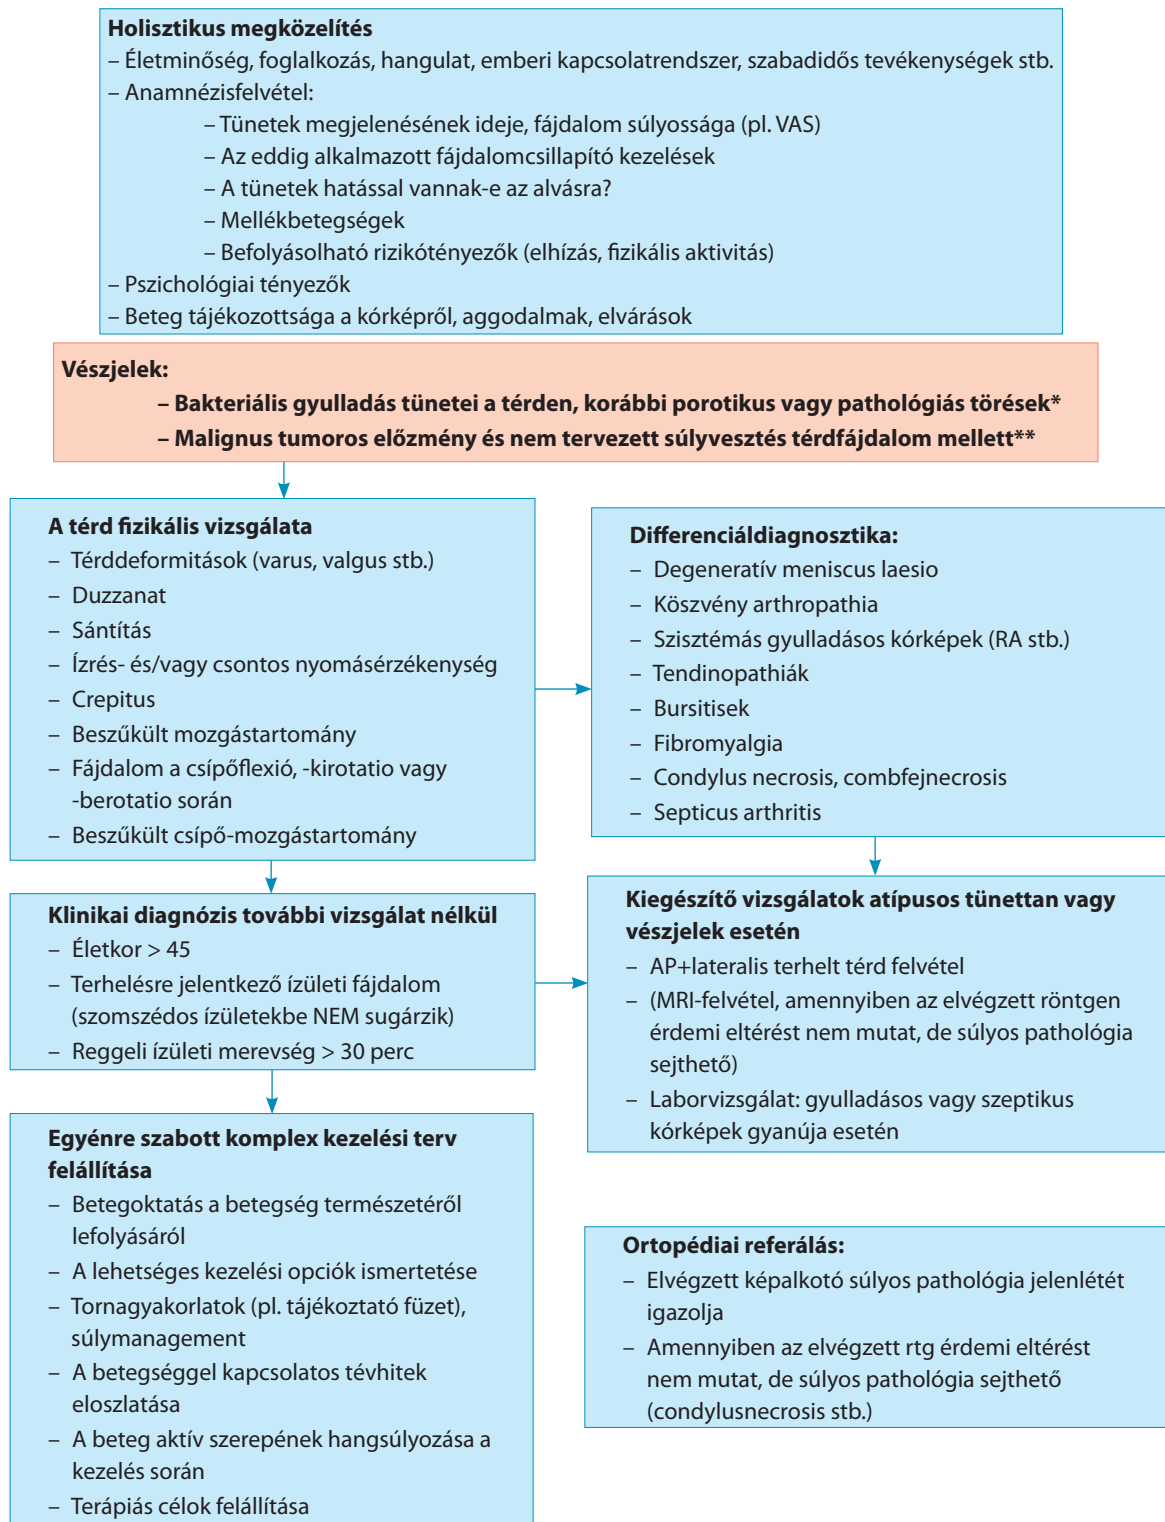 Holisztikus megközelítés
– Életminőség, foglalkozás, hangulat, emberi kapcsolatrendszer, szabadidős tevékenységek stb.
– Anamnézisfelvétel:
– Tünetek megjelenésének ideje, fájdalom súlyossága (pl. VAS)
– Az eddig alkalmazott fájdalomcsillapító kezelések
– A tünetek hatással vannak-e az alvásra?
– Mellékbetegségek
– Befolyásolható rizikótényezők (elhízás, fizikális aktivitás)
– Pszichológiai tényezők
– Beteg tájékozottsága a kórképről, aggodalmak, elvárások
Vészjelek:
– Bakteriális gyulladás tünetei a térden, korábbi porotikus vagy pathológiás törések*
– Malignus tumoros előzmény és nem tervezett súlyvesztés térdfájdalom mellett**
A térd fizikális vizsgálata
– Térddeformitások (varus, valgus stb.)
– Duzzanat
– Sántítás
– Ízrés- és/vagy csontos nyomásérzékenység
– Crepitus
– Beszűkült mozgástartomány
– Fájdalom a csípőflexió, -kirotatio vagy
-berotatio során
– Beszűkült csípő-mozgástartomány
Differenciáldiagnosztika:
– Degeneratív meniscus laesio
– Köszvény arthropathia
– Szisztémás gyulladásos kórképek (RA stb.)
– Tendinopathiák
– Bursitisek
– Fibromyalgia
– Condylus necrosis, combfejnecrosis
– Septicus arthritis
Klinikai diagnózis további vizsgálat nélkül
– Életkor > 45
– Terhelésre jelentkező ízületi fájdalom
(szomszédos ízületekbe NEM sugárzik)
– Reggeli ízületi merevség > 30 perc
Kiegészítő vizsgálatok atípusos tünettan vagy
vészjelek esetén
– AP+lateralis terhelt térd felvétel
– (MRI-felvétel, amennyiben az elvégzett röntgen
érdemi eltérést nem mutat, de súlyos pathológia
sejthető)
– Laborvizsgálat: gyulladásos vagy szeptikus
kórképek gyanúja esetén
Egyénre szabott komplex kezelési terv
felállítása
– Betegoktatás a betegség természetéről
lefolyásáról
– A lehetséges kezelési opciók ismertetése
– Tornagyakorlatok (pl. tájékoztató füzet),
súlymanagement
– A betegséggel kapcsolatos tévhitek
eloszlatása
– A beteg aktív szerepének hangsúlyozása a
kezelés során
– Terápiás célok felállítása
Ortopédiai referálás:
– Elvégzett képalkotó súlyos pathológia jelenlétét
igazolja
– Amennyiben az elvégzett rtg érdemi eltérést
nem mutat, de súlyos pathológia sejthető
(condylusnecrosis stb.)